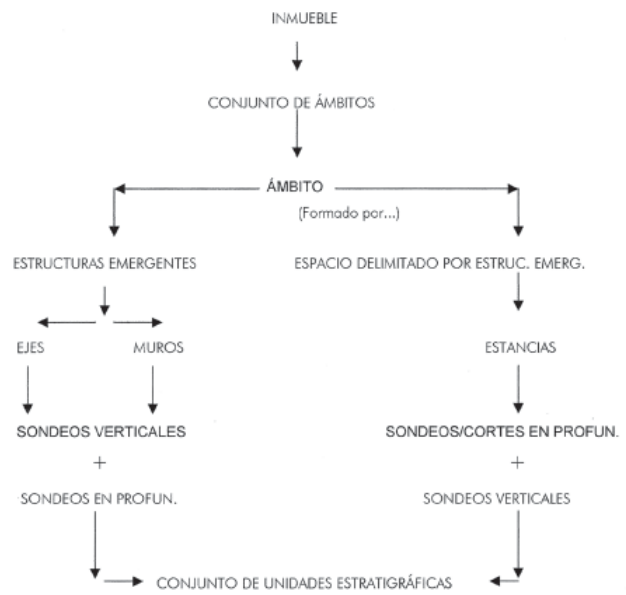 INMUEBLE
CONJUNTO DE ÁMBITOS
ÁMBITO
(Formado por...)
ESTRUCTURAS EMERGENTES
ESPACIO DELIMITADO POR ESTRUC. EMERG.
EJES
MUROS
ESTANCIAS
SONDEOS VERTICALES
SONDEOS/CORTES EN PROFUN.
+
+
SONDEOS EN PROFUN.
SONDEOS VERTICALES
CONJUNTO DE UNIDADES ESTRATIGRÁFICAS